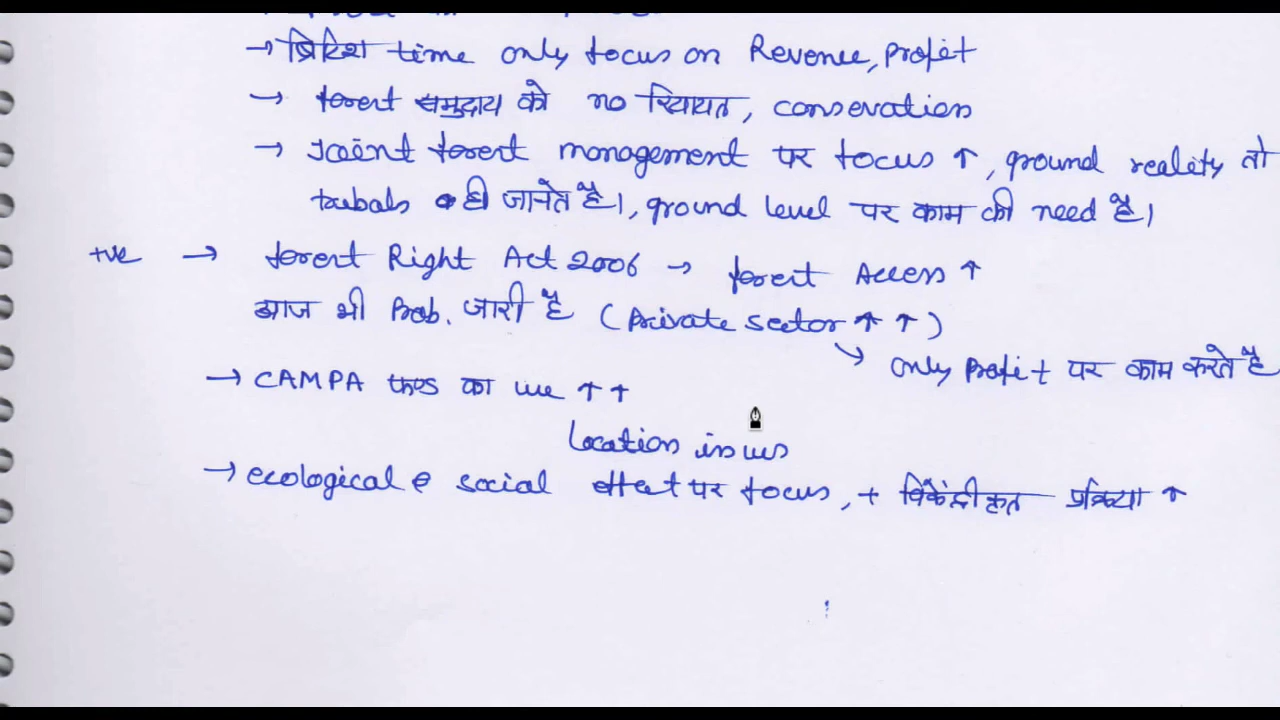 → ब्रिटिश time only focus on Revenue, Profit
→ forest समुदाय को no रियायत, conservation
→ Joint forest management पर focus ↑, ground reality तो
tribals ही जानते है।, ground level पर काम की need है।
+ve → forest Right Act 2006 → forest Access ↑
आज भी Prob. जारी है (Private sector ↑ ↑)
↘ only Profit पर काम करते है
→ CAMPA फण्ड का use ↑ ↑
location issues
→ ecological e social effect पर focus, + विकेंद्रीकृत प्रक्रिया ↑